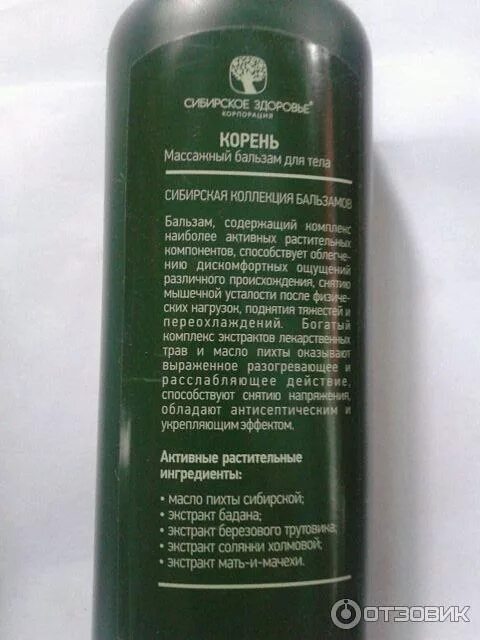 СИБИРСКОЕ ЗДОРОВЬЕ®
КОРПОРАЦИЯ
КОРЕНЬ
Массажный бальзам для тела
СИБИРСКАЯ КОЛЛЕКЦИЯ БАЛЬЗАМОВ
Бальзам, содержащий комплекс
наиболее активных растительных
компонентов, способствует облегче-
нию дискомфортных ощущений
различного происхождения, снятию
мышечной усталости после физиче-
ских нагрузок, поднятия тяжестей и
переохлаждений. Богатый
комплекс экстрактов лекарственных
трав и масло пихты оказывают
выраженное разогревающее и
расслабляющее действие,
способствуют снятию напряжения,
обладают антисептическим и
укрепляющим эффектом.
Активные растительные
ингредиенты:
• масло пихты сибирской;
• экстракт бадана;
• экстракт березового трутовика;
• экстракт солянки холмовой;
• экстракт мать-и-мачехи.
ОТЗОВИК